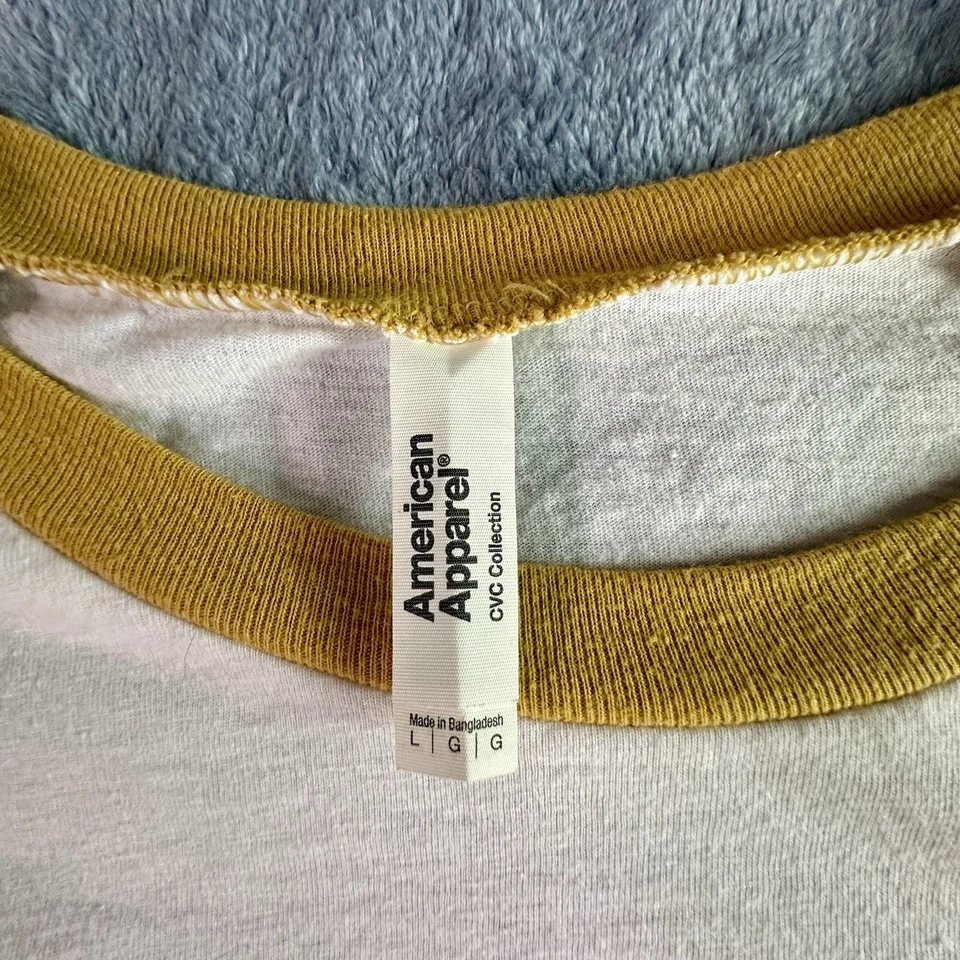 American
Apparel®
CVC Collection
Made in Bangladesh
L | G | G